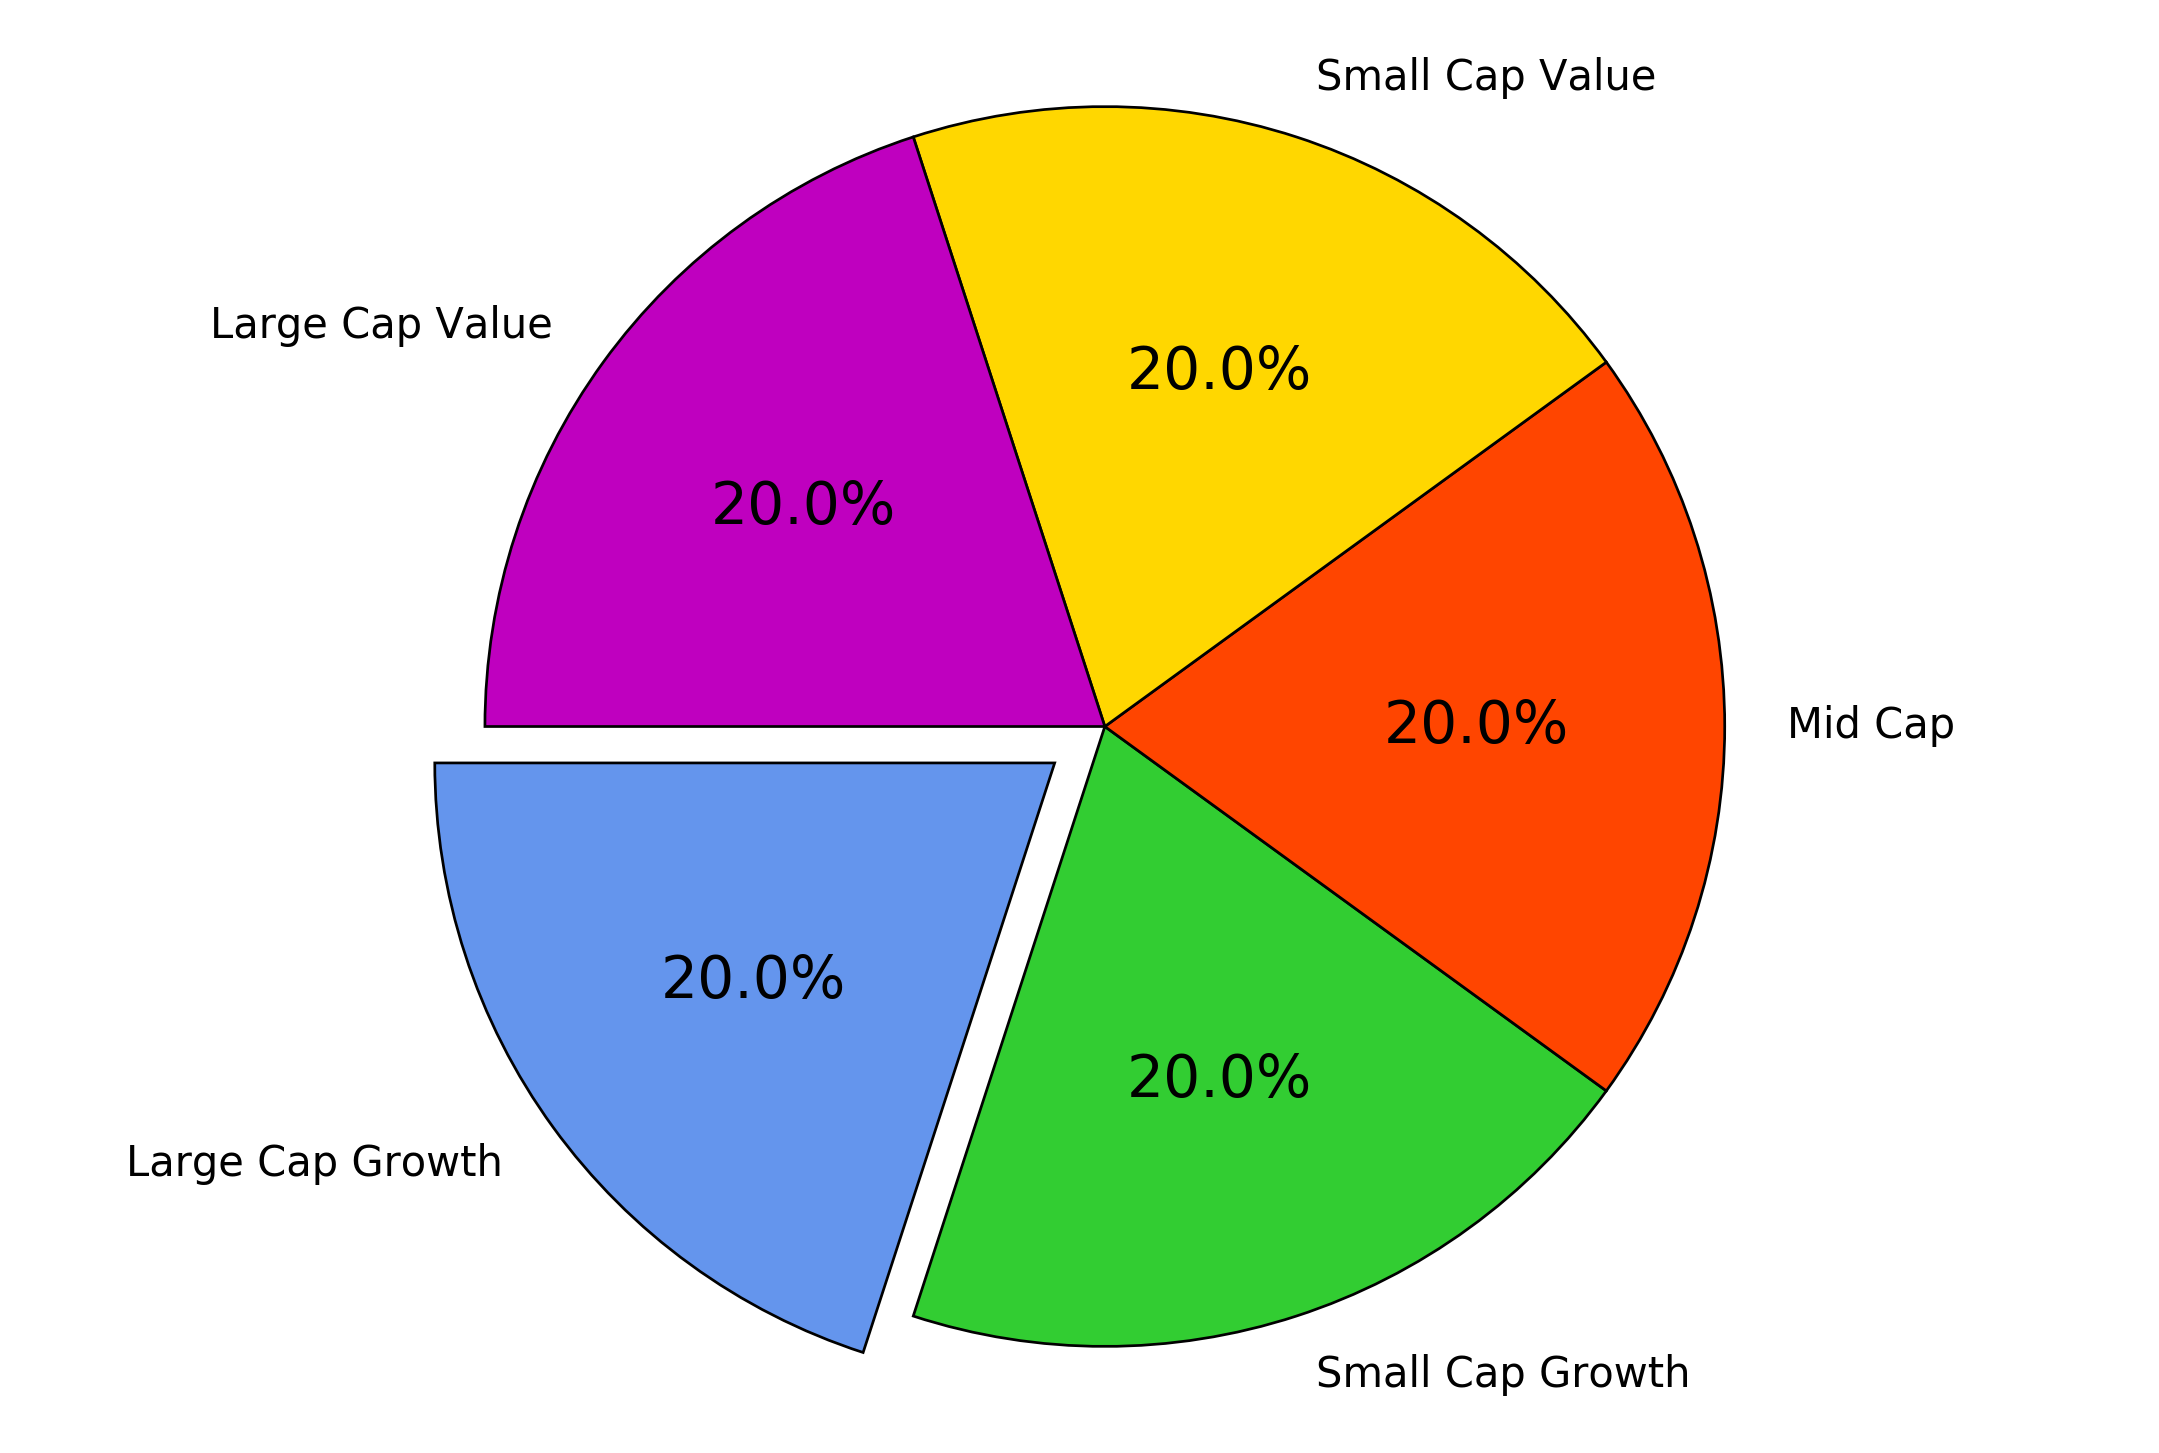 Small Cap Value
Large Cap Value
20.0%
20.0%
20.0%
Mid Cap
20.0%
20.0%
Large Cap Growth
Small Cap Growth